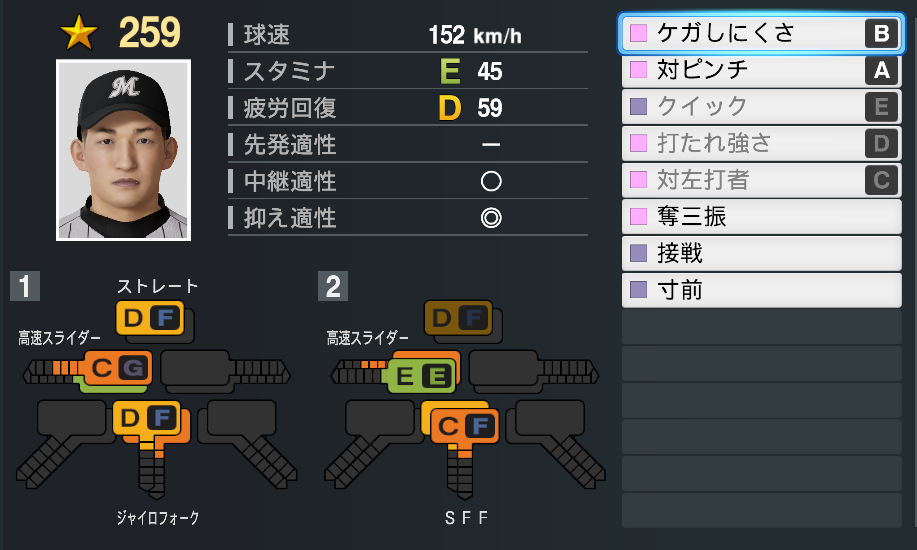 ★ 259
M
球速 152 km/h
スタミナ E 45
疲労回復 D 59
先発適性 ー
中継適性 ○
抑え適性 ◎
ケガしにくさ B
対ピンチ A
クイック E
打たれ強さ D
対左打者 C
奪三振
接戦
寸前
1
ストレート
D F
高速スライダー
C G
D F
ジャイロフォーク
2
D F
高速スライダー
E E
C F
SFF